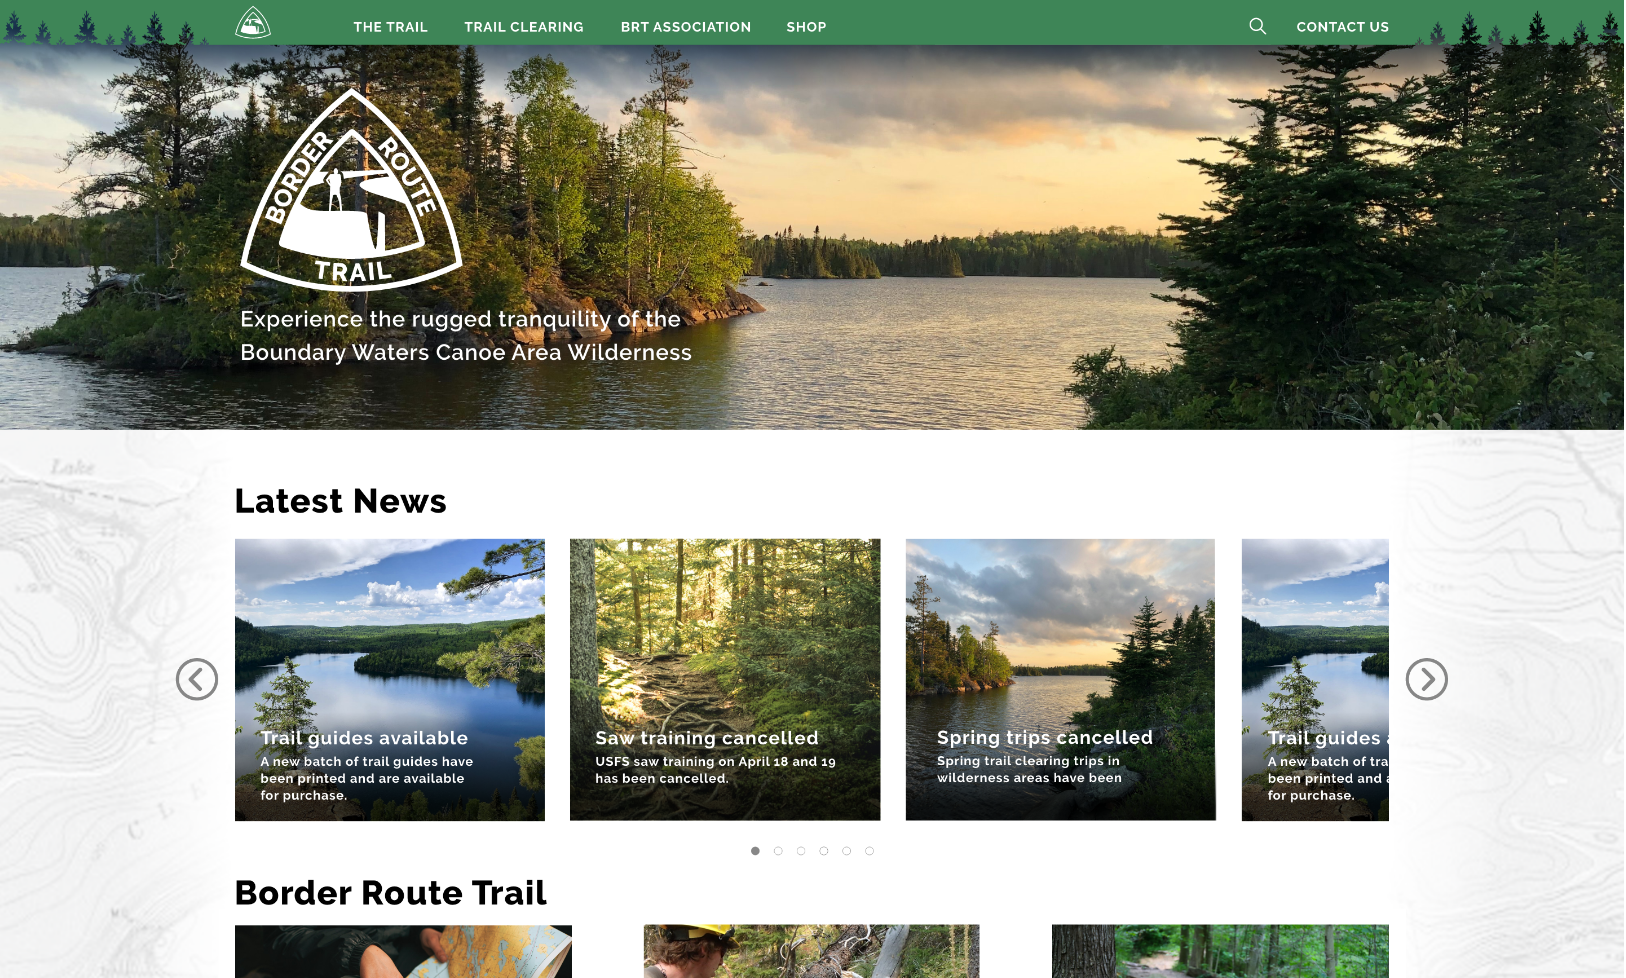 THE TRAIL
TRAIL CLEARING
BRT ASSOCIATION
SHOP
CONTACT US
BORDER ROUTE
TRAIL
Experience the rugged tranquility of the
Boundary Waters Canoe Area Wilderness
Lake
900
Latest News
Trail guides available
A new batch of trail guides have
been printed and are available
for purchase.
Saw training cancelled
USFS saw training on April 18 and 19
has been cancelled.
Spring trips cancelled
Spring trail clearing trips in
wilderness areas have been
Trail guides
A new batch of tra
been printed and a
for purchase.
Border Route Trail